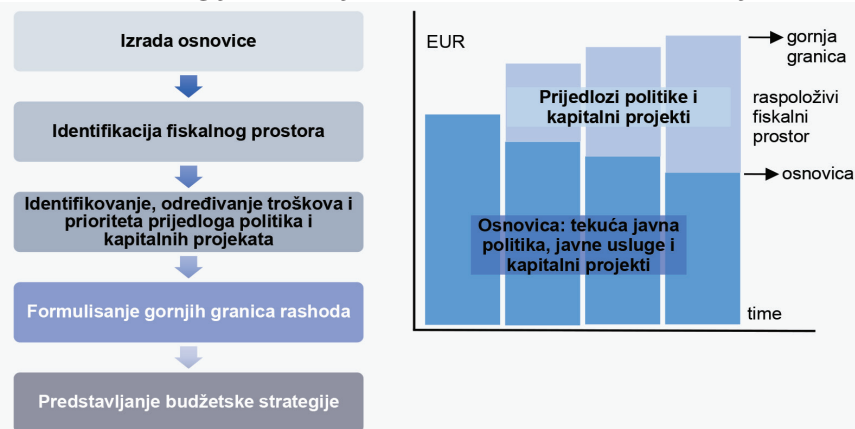 Izrada osnovice
Identifikacija fiskalnog prostora
Identifikovanje, određivanje troškova i
prioriteta prijedloga politika i
kapitalnih projekata
Formulisanje gornjih granica rashoda
Predstavljanje budžetske strategije
EUR
Prijedlozi politike i
kapitalni projekti
Osnovica: tekuća javna
politika, javne usluge i
kapitalni projekti
gornja
granica
raspoloživi
fiskalni
prostor
osnovica
time